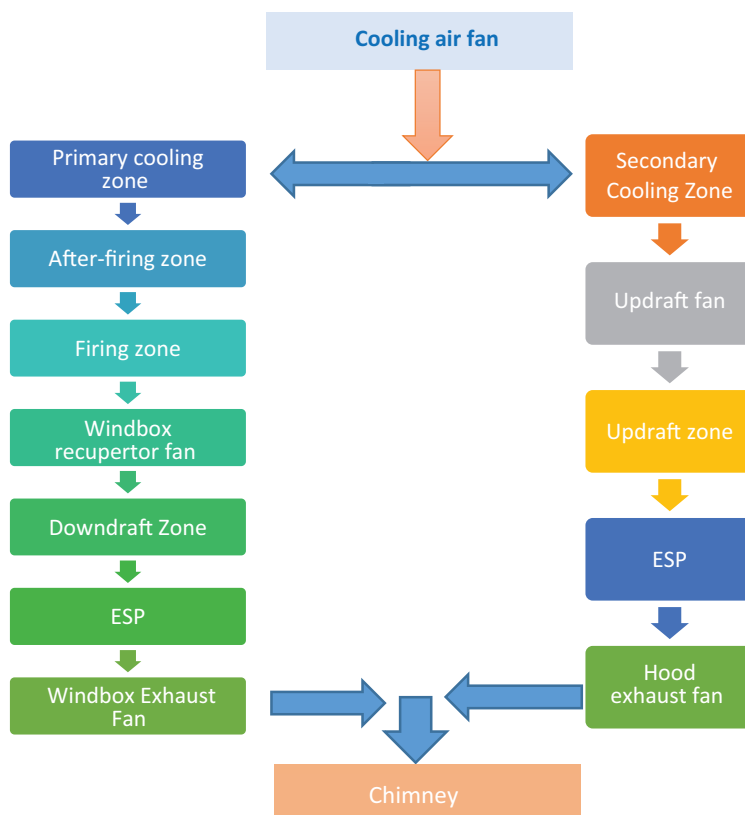 Cooling air fan
Primary cooling
zone
After-firing zone
Firing zone
Windbox
recupertor fan
Downdraft Zone
ESP
Windbox Exhaust
Fan
Secondary
Cooling Zone
Updraft fan
Updraft zone
ESP
Hood
exhaust fan
Chimney